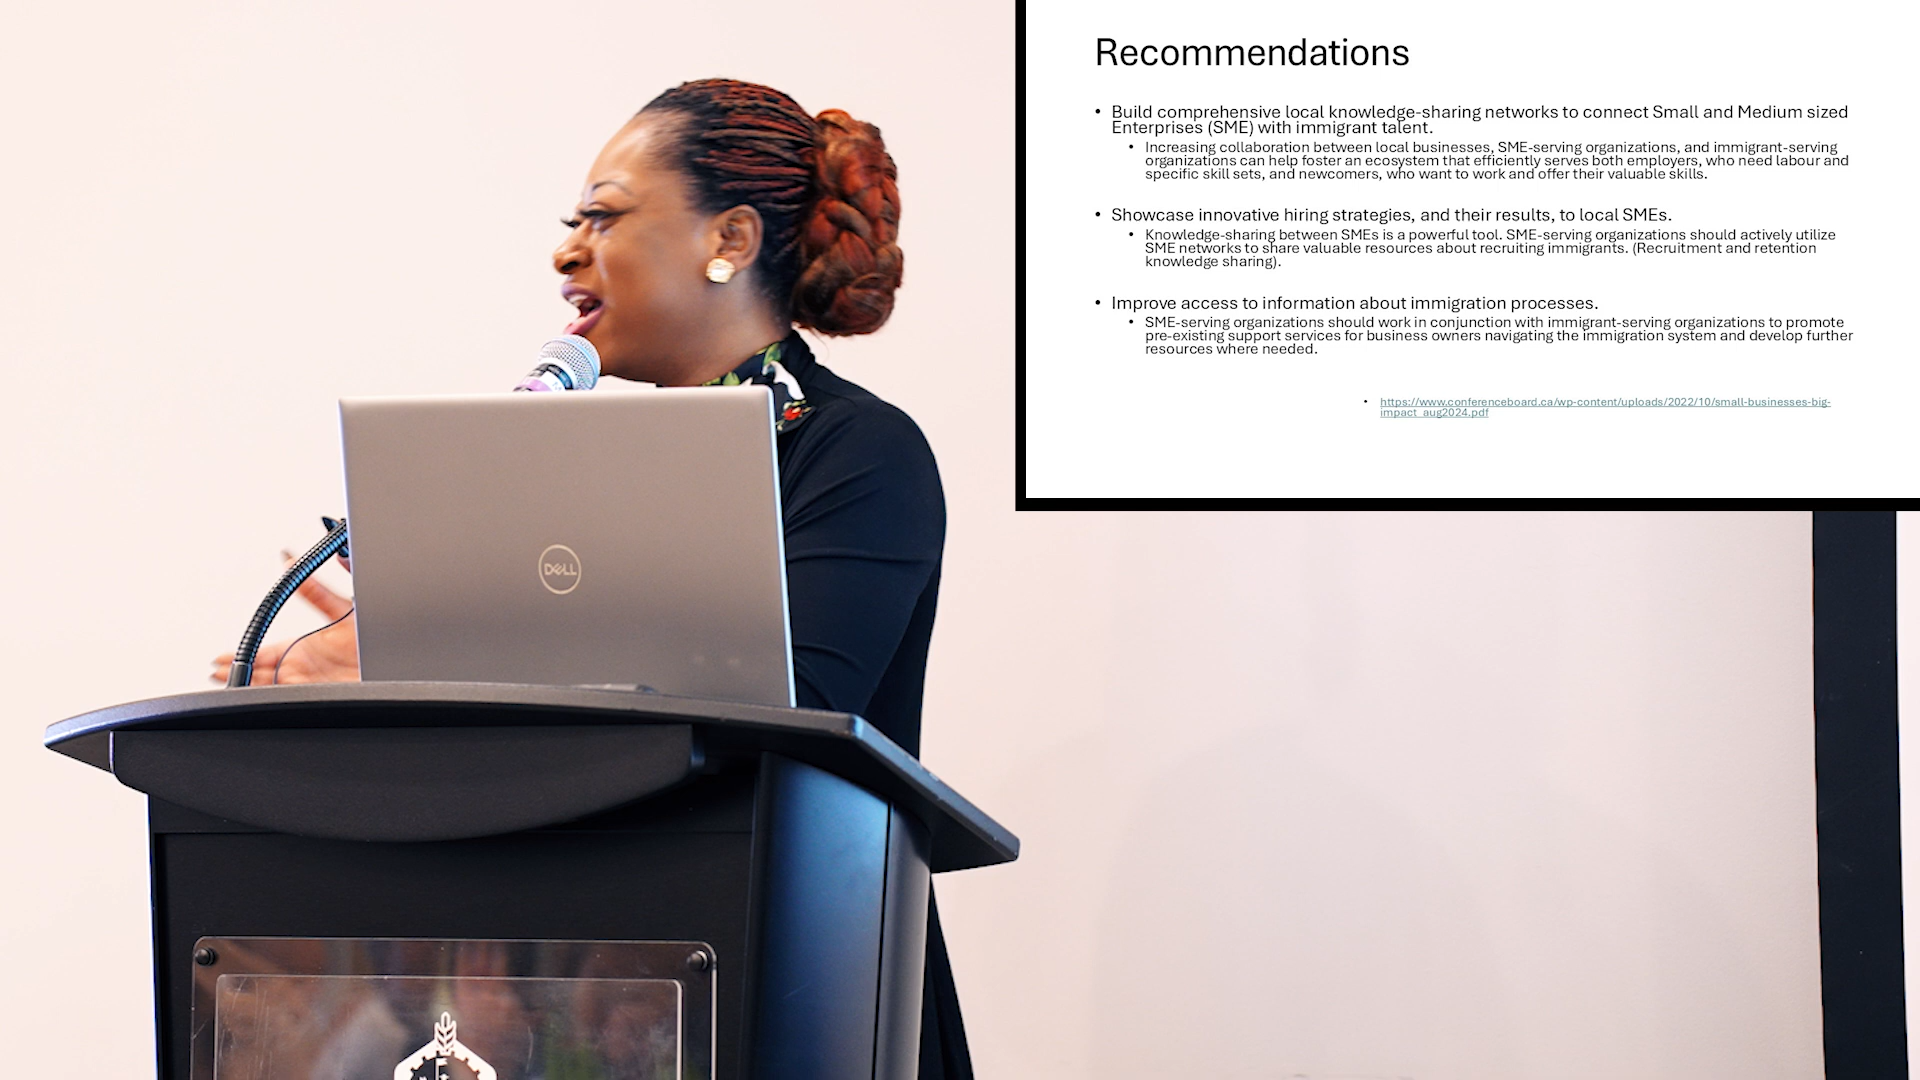 Recommendations
• Build comprehensive local knowledge-sharing networks to connect Small and Medium sized
Enterprises (SME) with immigrant talent.
• Increasing collaboration between local businesses, SME-serving organizations, and immigrant-serving
organizations can help foster an ecosystem that efficiently serves both employers, who need labour and
specific skill sets, and newcomers, who want to work and offer their valuable skills.
• Showcase innovative hiring strategies, and their results, to local SMEs.
• Knowledge-sharing between SMEs is a powerful tool. SME-serving organizations should actively utilize
SME networks to share valuable resources about recruiting immigrants. (Recruitment and retention
knowledge sharing).
• Improve access to information about immigration processes.
• SME-serving organizations should work in conjunction with immigrant-serving organizations to promote
pre-existing support services for business owners navigating the immigration system and develop further
resources where needed.
• https://www.conferenceboard.ca/wp-content/uploads/2022/10/small-businesses-big-
impact_aug2024.pdf
DELL